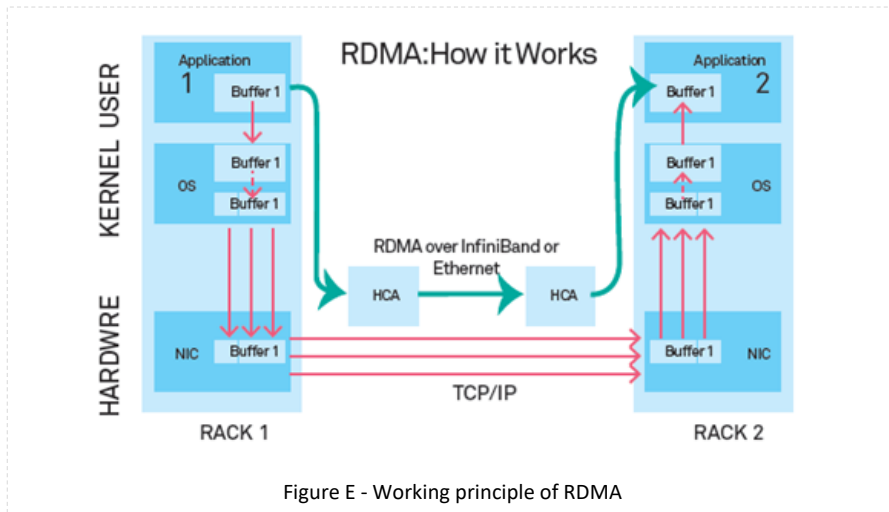 RDMA:How it Works
USER
KERNEL
HARDWRE
Application
1
Buffer 1
OS
Buffer 1
Buffer 1
NIC
Buffer 1
RACK 1
RDMA over InfiniBand or
Ethernet
HCA
HCA
TCP/IP
Application
2
Buffer 1
Buffer 1
OS
Buffer 1
Buffer 1
NIC
RACK 2
Figure E - Working principle of RDMA